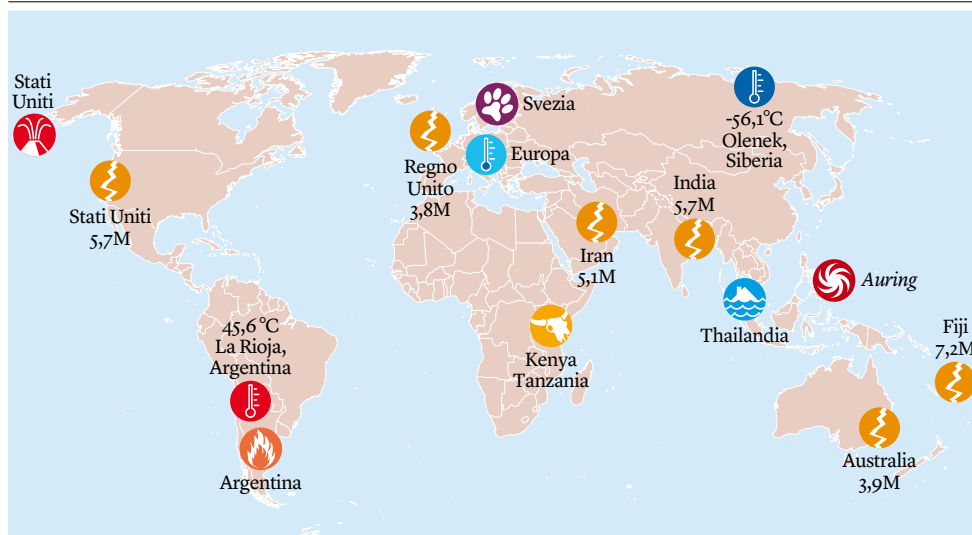 Stati
Uniti
Stati Uniti
5,7M
45,6 °C
La Rioja,
Argentina
Argentina
Svezia
Europa
Regno
Unito
3,8M
Iran
5,1M
Kenya
Tanzania
-56,1°C
Olenek,
Siberia
India
5,7M
Thailandia
Auring
Fiji
7,2M
Australia
3,9M